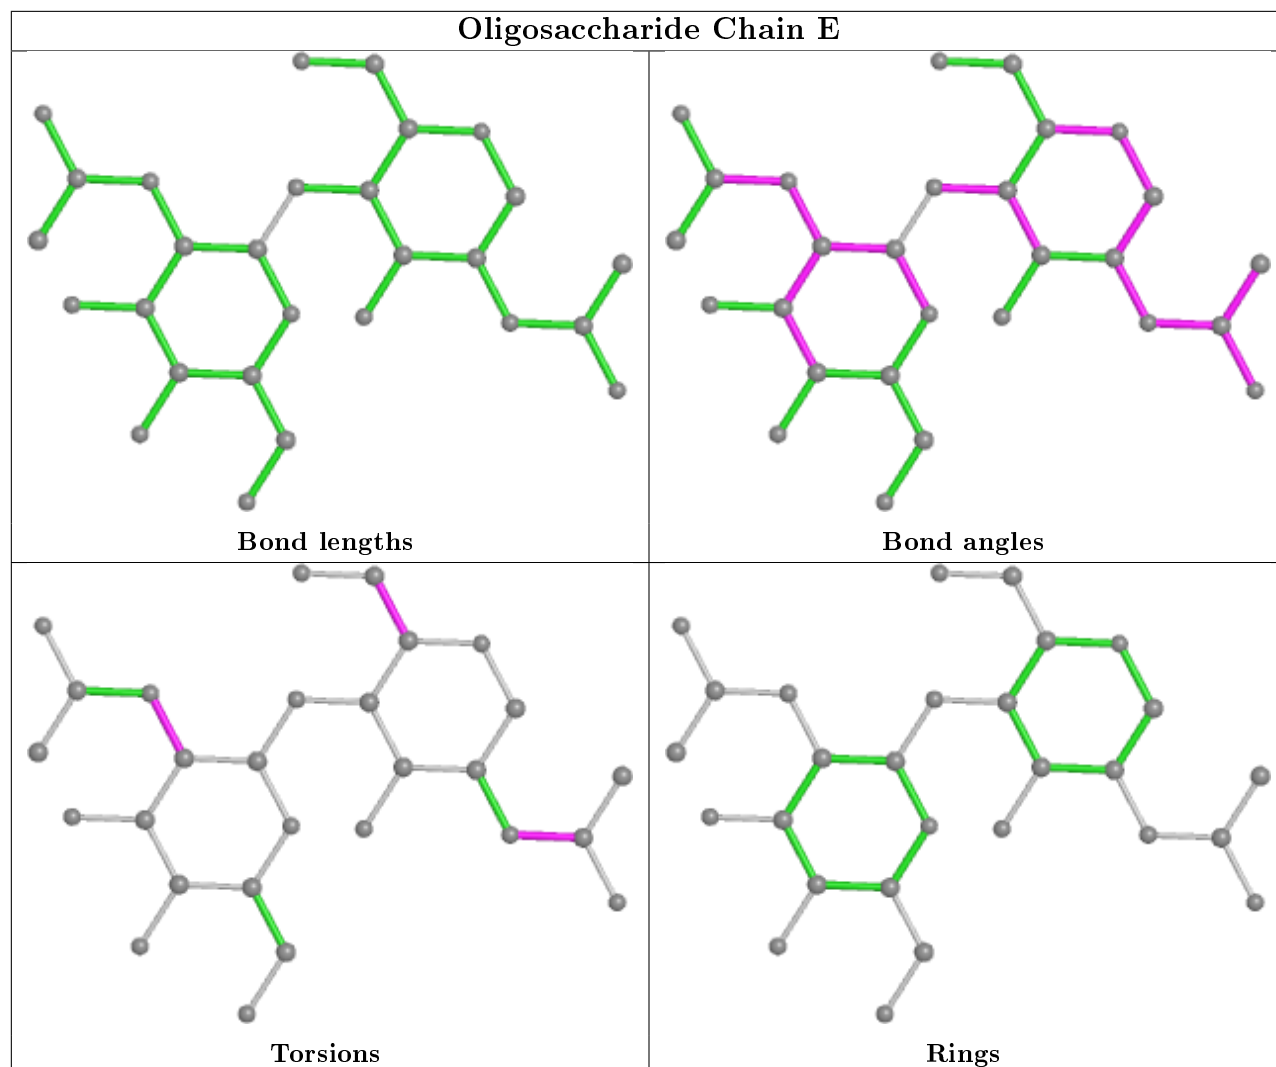 Oligosaccharide Chain E
Bond lengths
Bond angles
Torsions
Rings